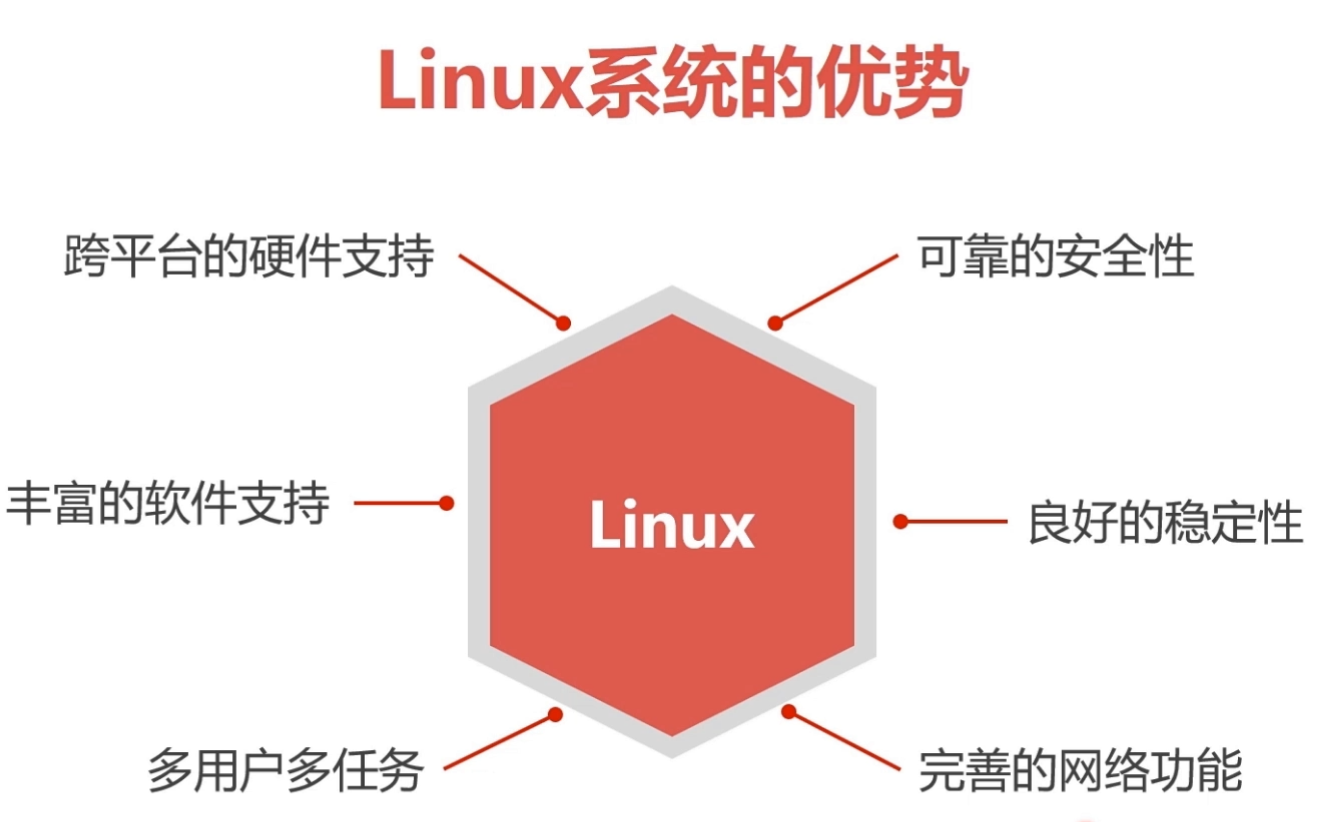 Linux系统的优势
跨平台的硬件支持
可靠的安全性
丰富的软件支持
Linux
良好的稳定性
多用户多任务
完善的网络功能